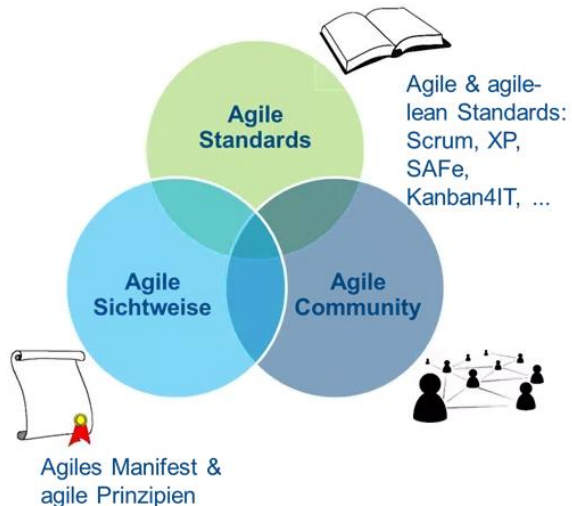 Agile
Standards
Agile & agile-
lean Standards:
Scrum, XP,
SAFe,
Kanban4IT, ...
Agile
Sichtweise
Agile
Community
Agiles Manifest &
agile Prinzipien